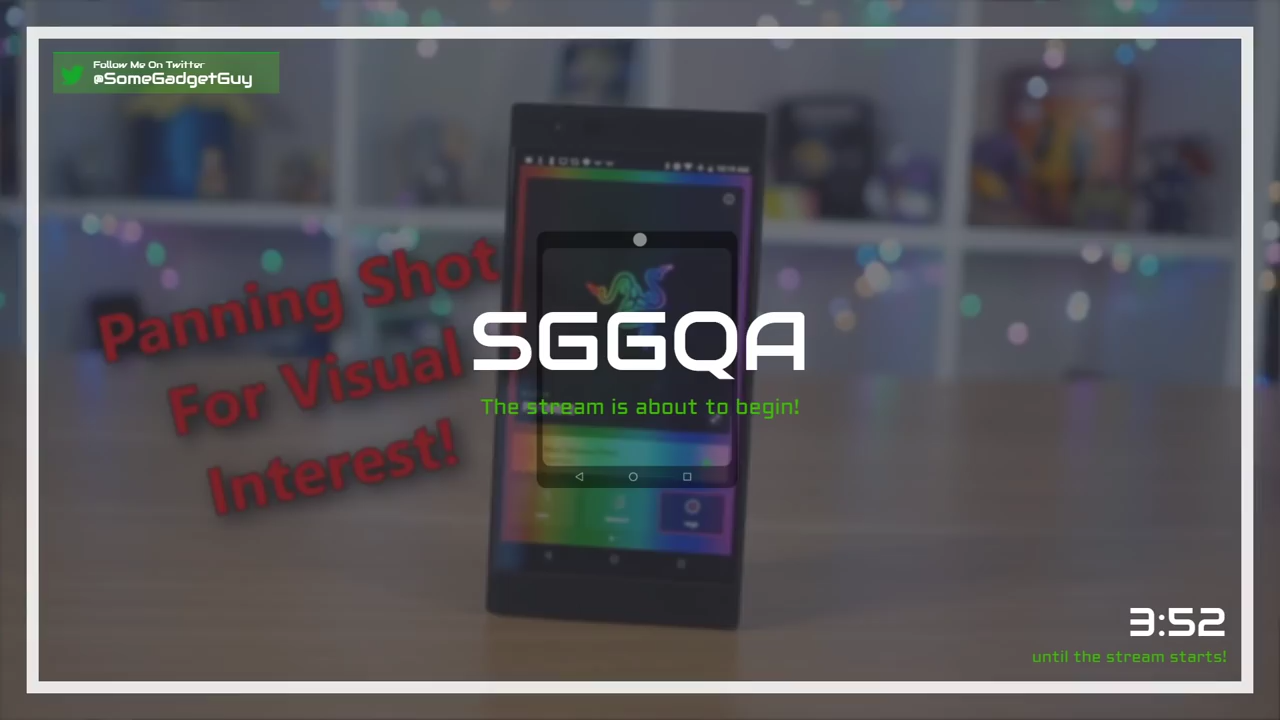 Follow Me On Twitter
@SomeGadgetGuy
Panning Shot
For Visual
Interest!
SGGQA
The stream is about to begin!
3:52
until the stream starts!